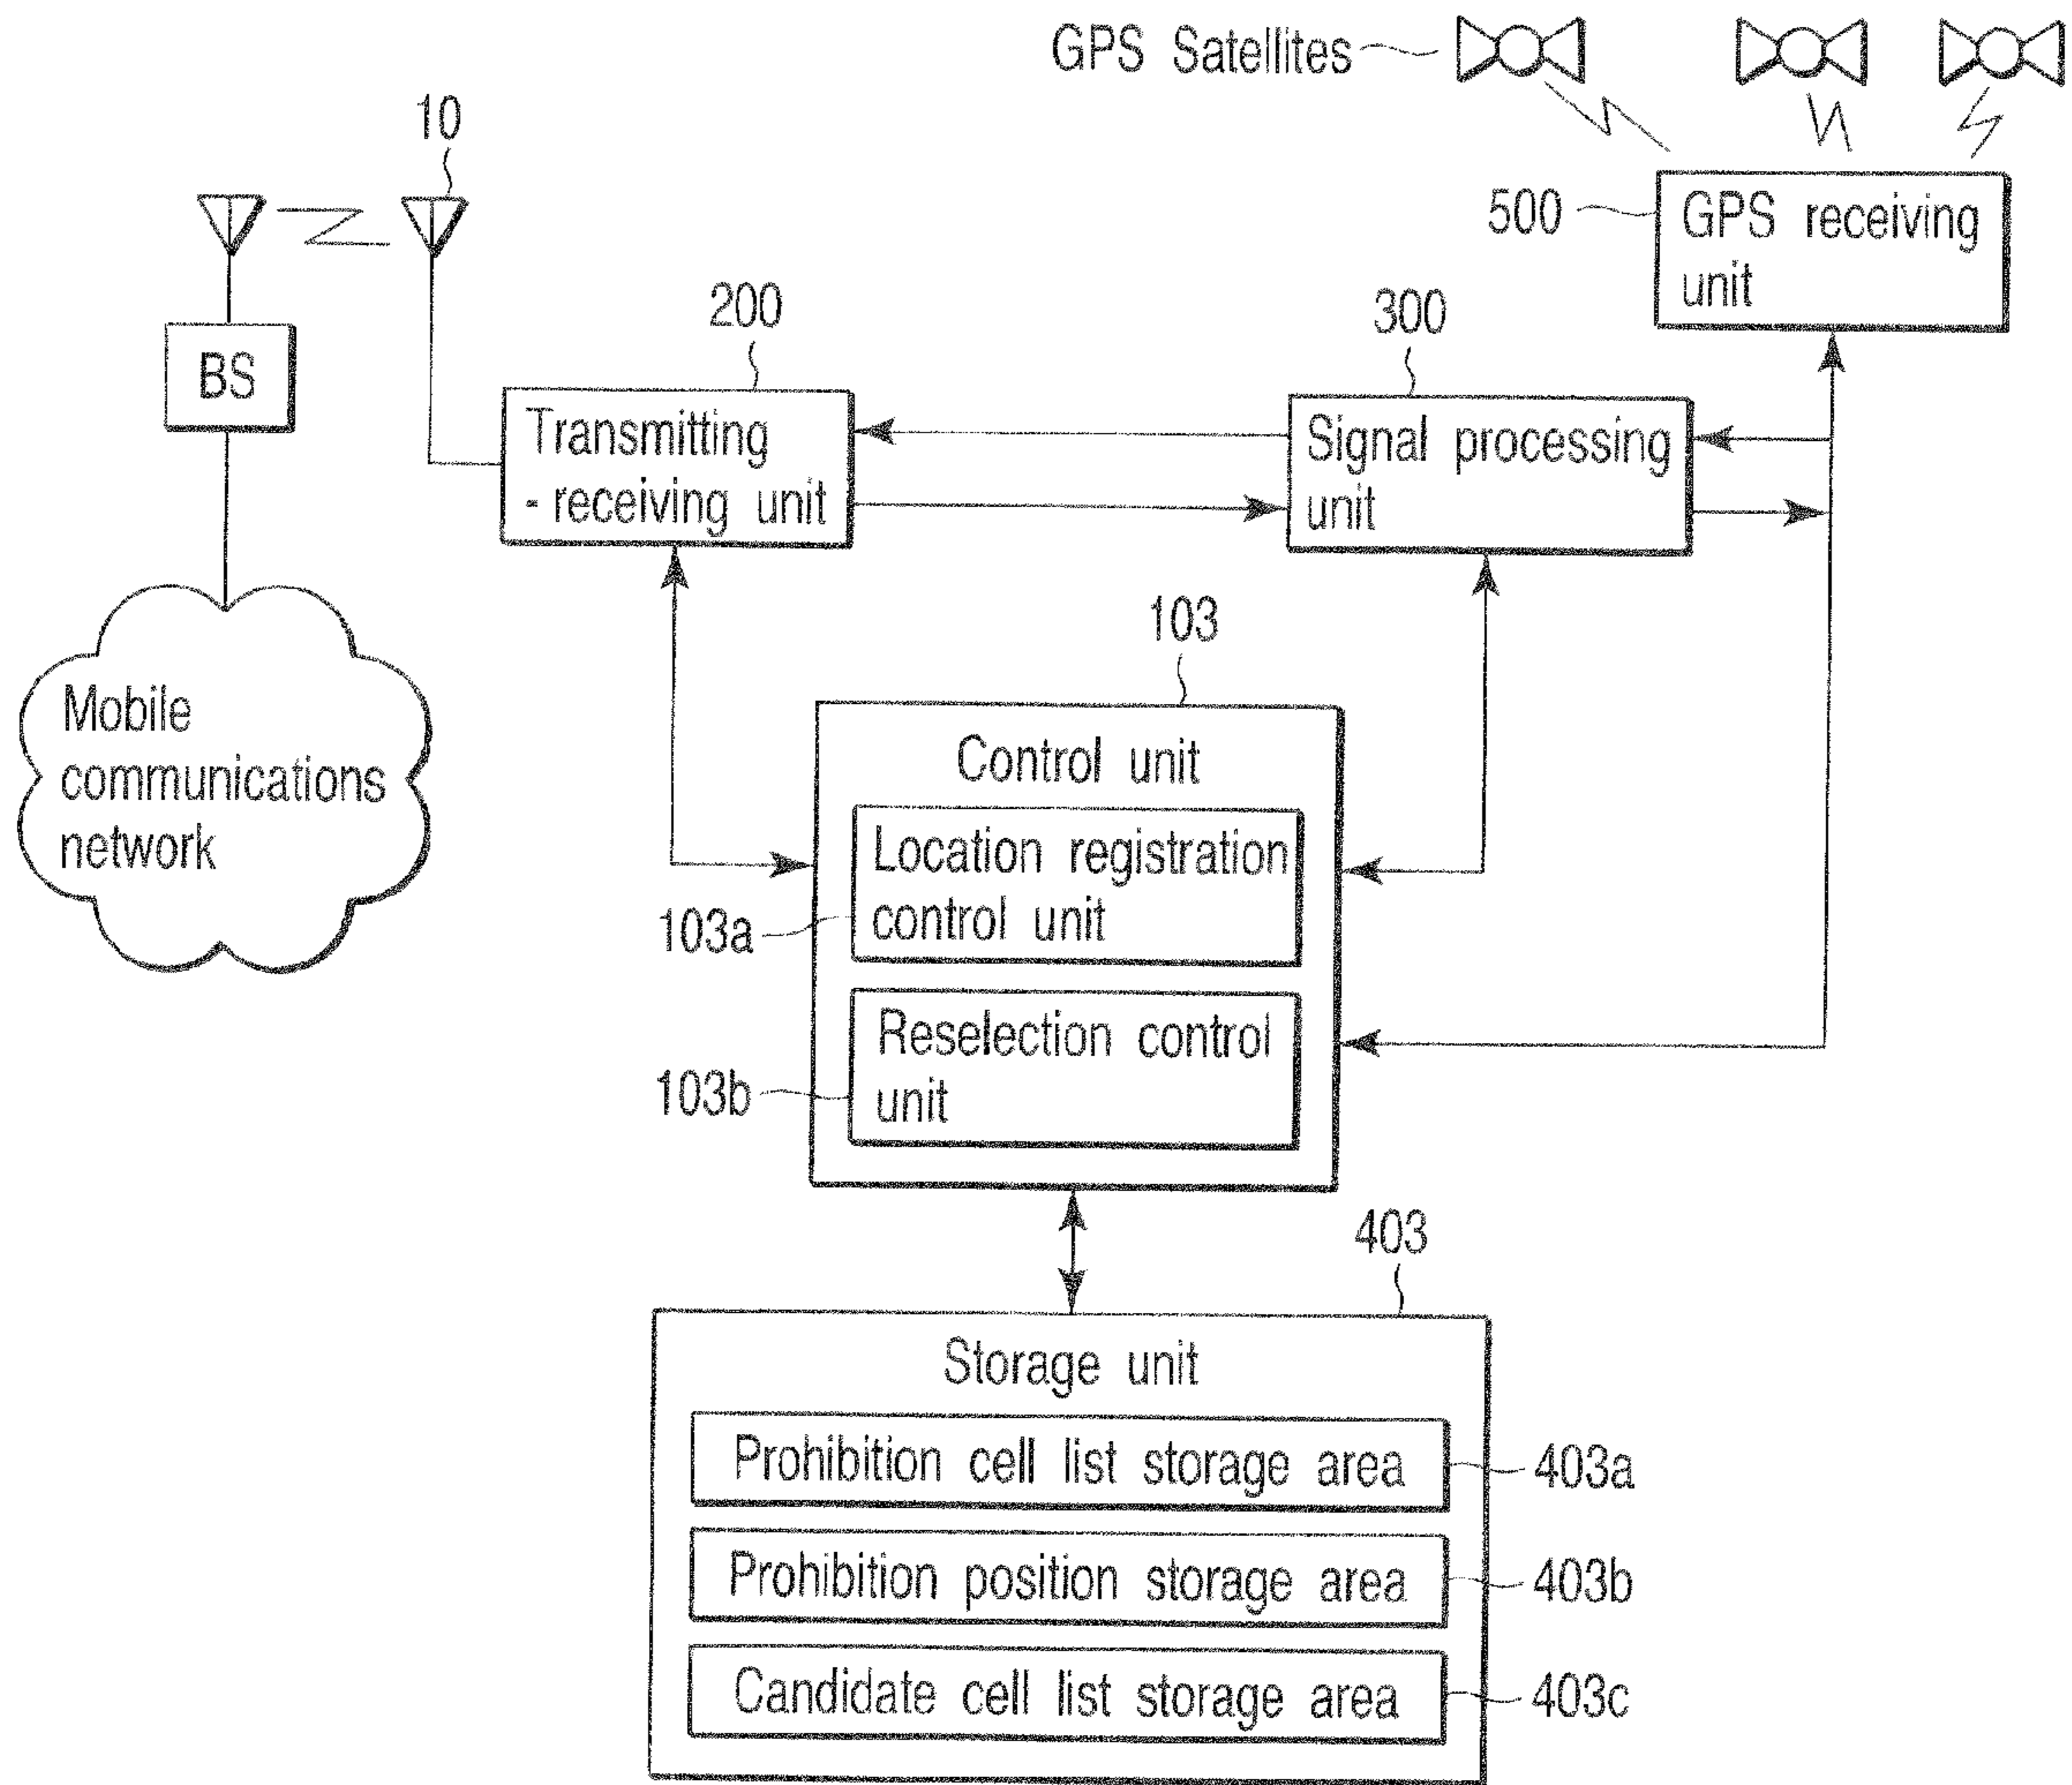 GPS Satellites
10
500
GPS receiving
unit
200
300
BS
Transmitting
- receiving unit
Signal processing
unit
103
Mobile
communications
network
Control unit
Location registration
control unit
103a
Reselection control
unit
103b
403
Storage unit
Prohibition cell list storage area
403a
Prohibition position storage area
403b
Candidate cell list storage area
403c